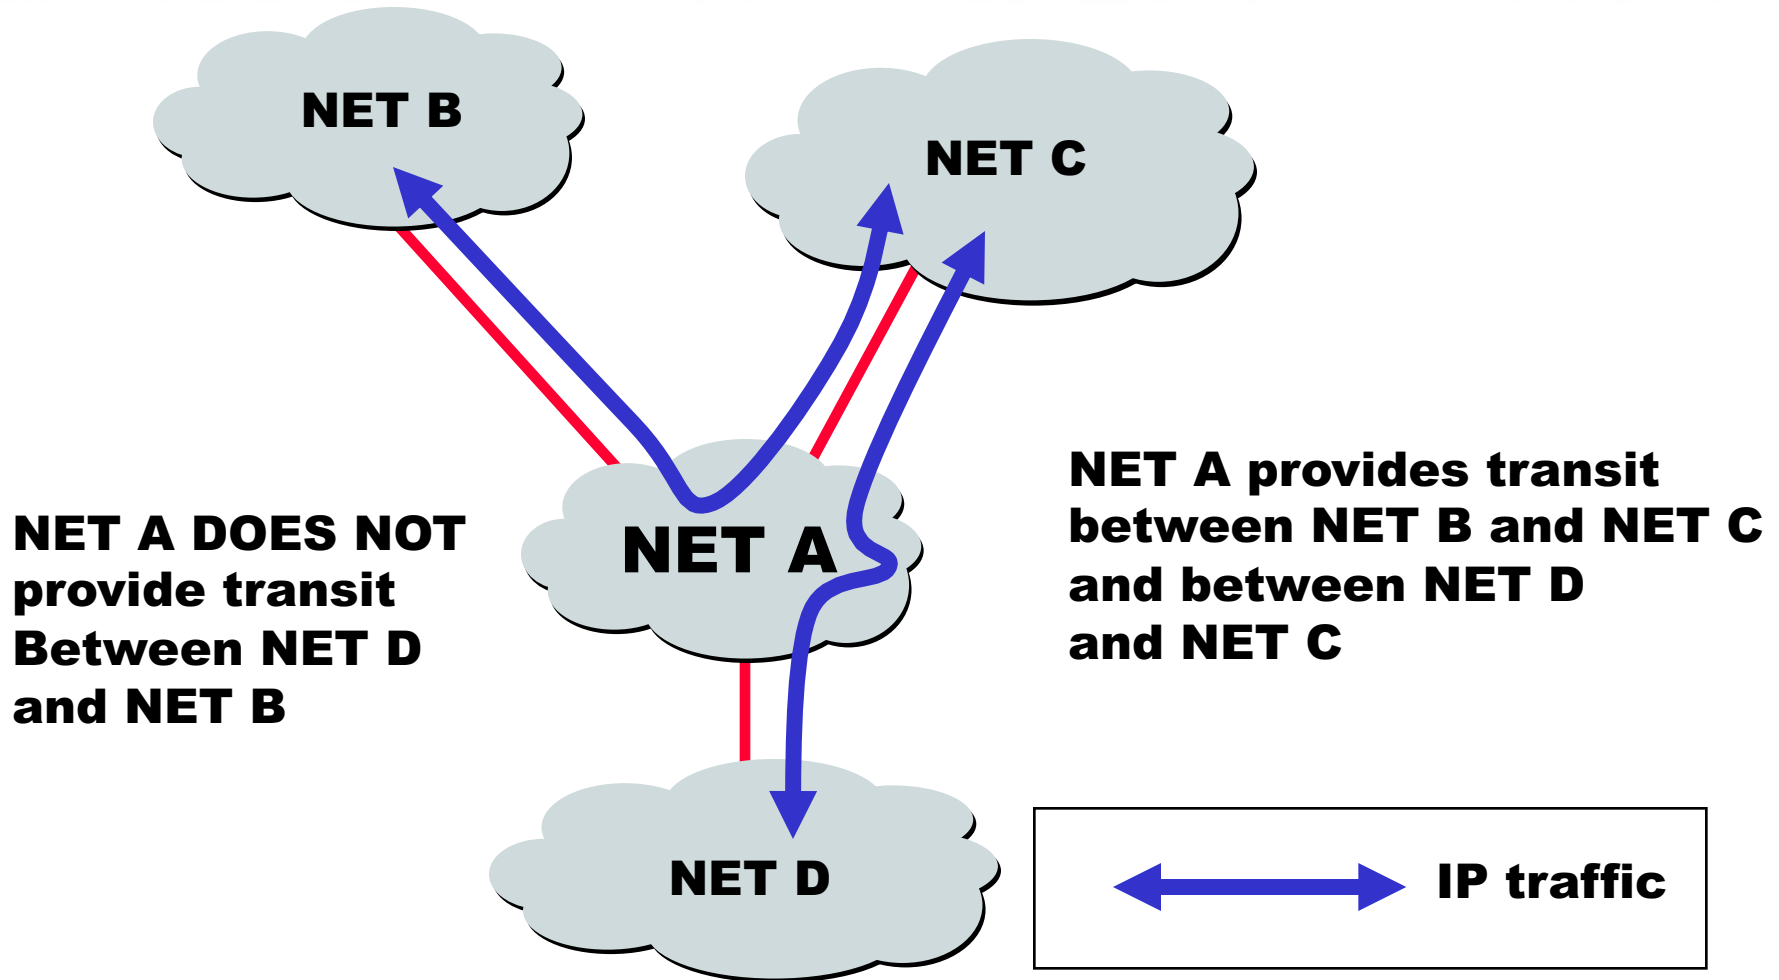 NET B
NET C
NET A
NET A DOES NOT
provide transit
Between NET D
and NET B
NET A provides transit
between NET B and NET C
and between NET D
and NET C
NET D
IP traffic